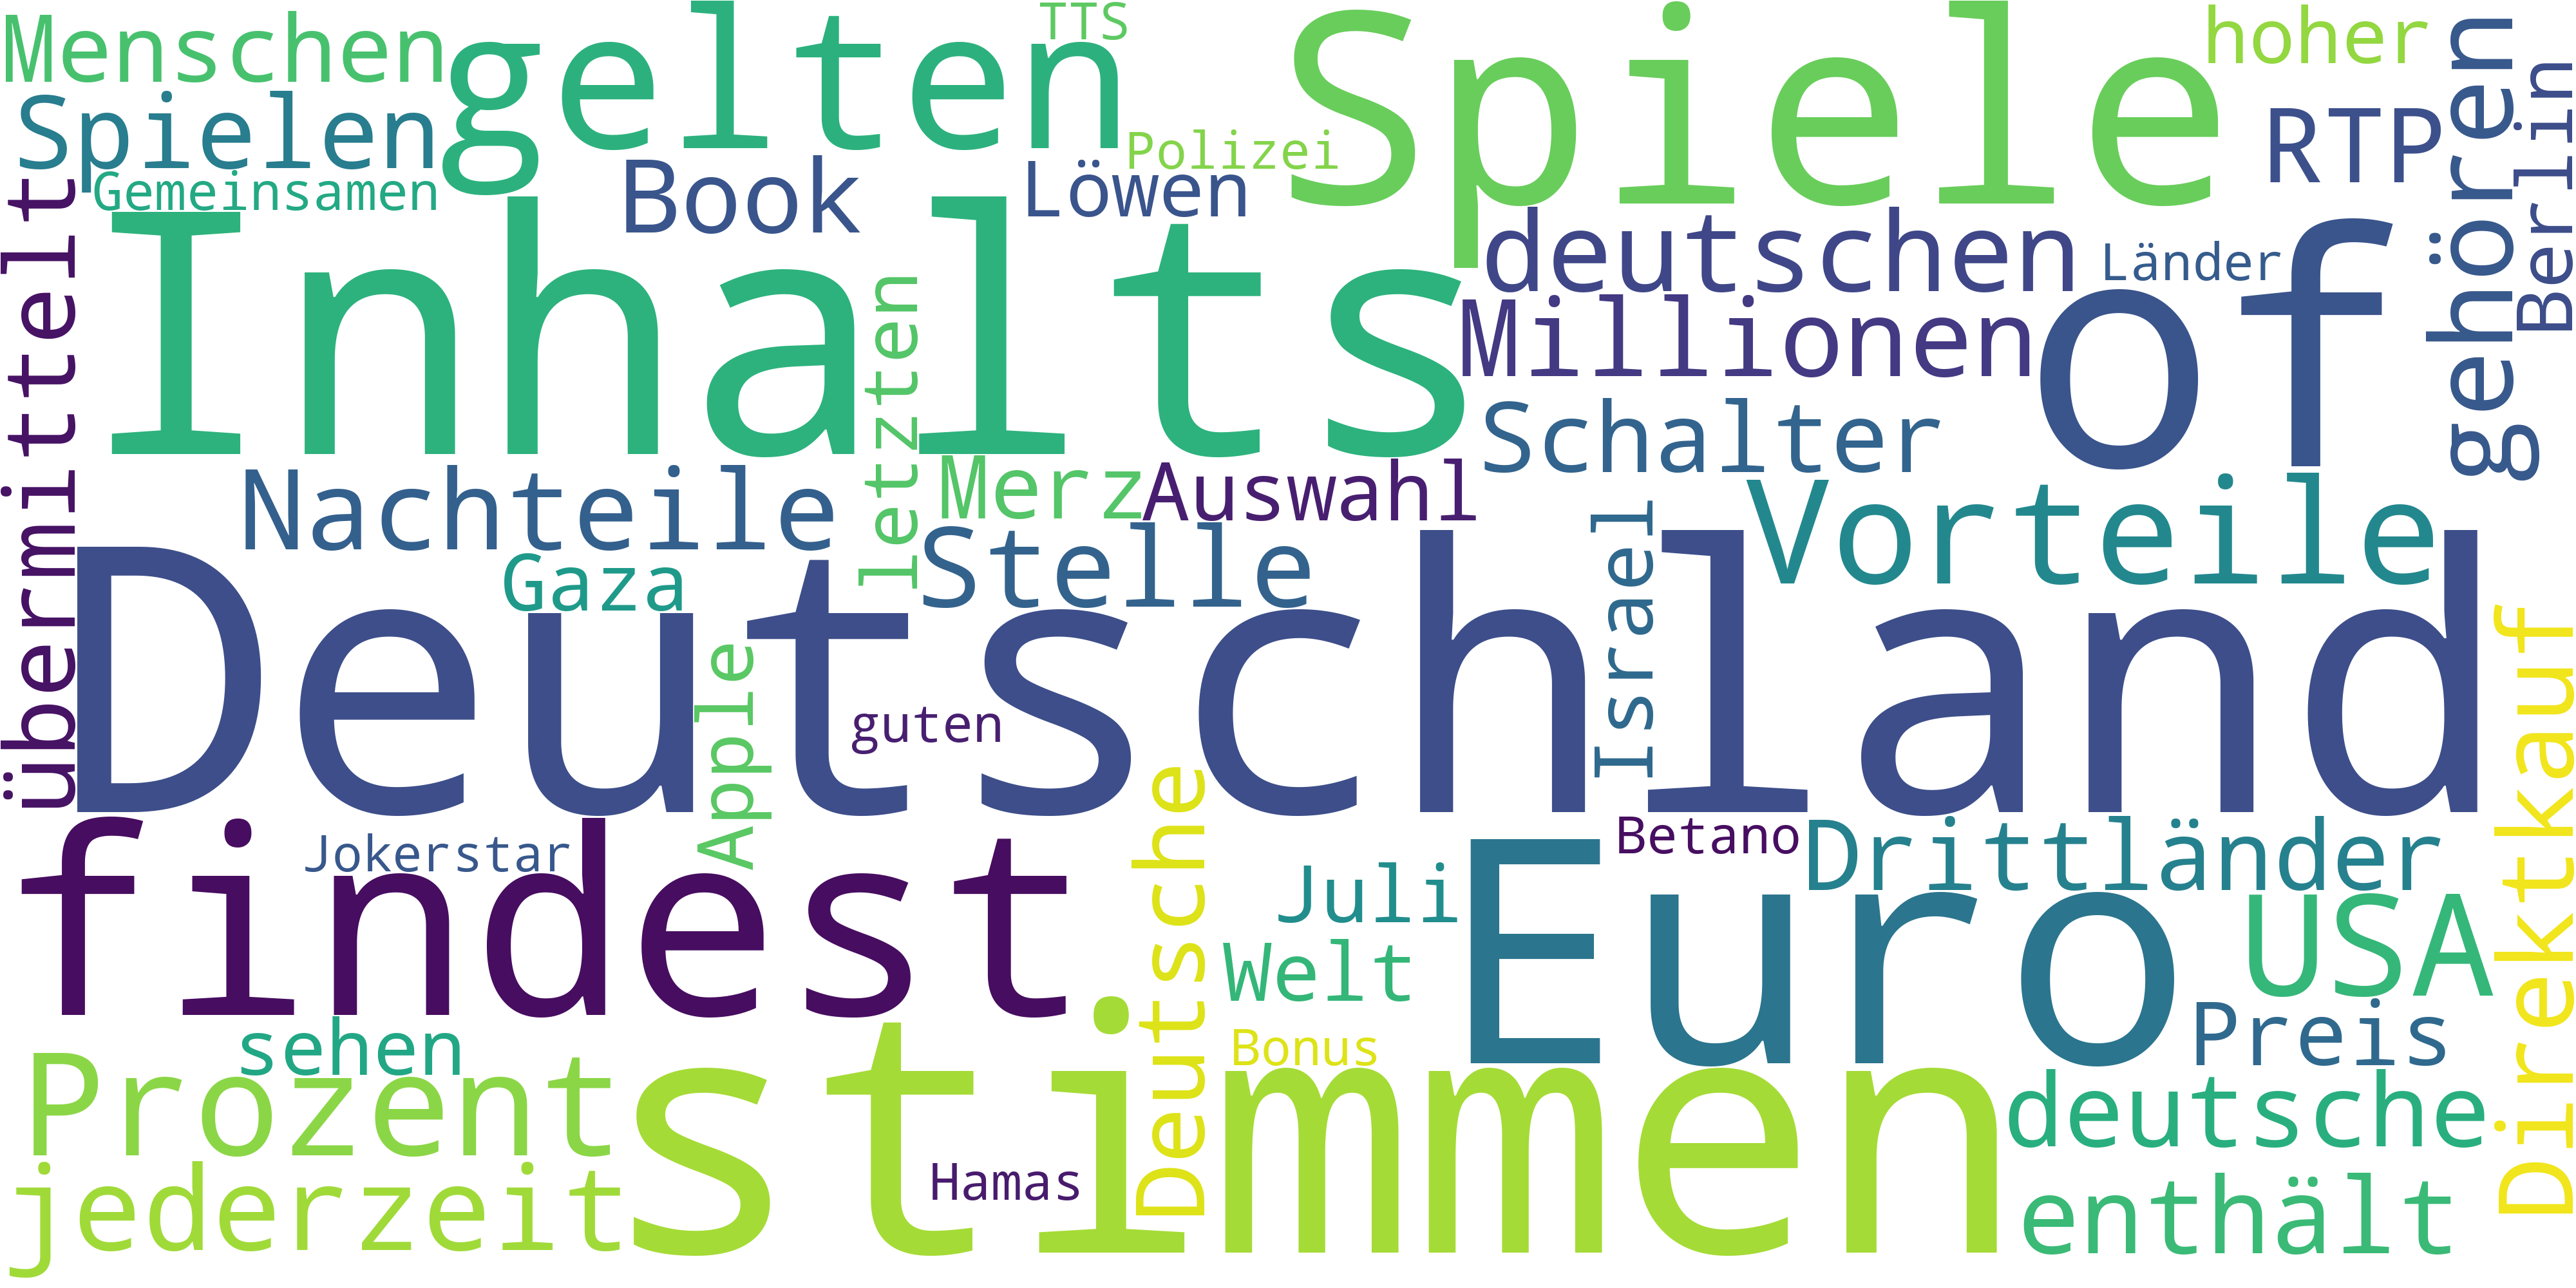 Menschen
gelten
TTS
Spiele
hoher
Spielen
Polizei
RTP
gehören
Berlin
Gemeinsamen
Book
Löwen
übermittelt
Inhalts
deutschen
Länder
of
letzten
Millionen
Nachteile
Merz
Auswahl
Schalter
Vorteile
Gaza
Stelle
Israel
Deutschland
Apple
guten
Direktkauf
findest
Jokerstar
Deutsche
Juli
Euro
Betano
Drittländer
Welt
USA
sehen
Bonus
Preis
Prozent
stimmen
deutsche
jederzeit
Hamas
enthält